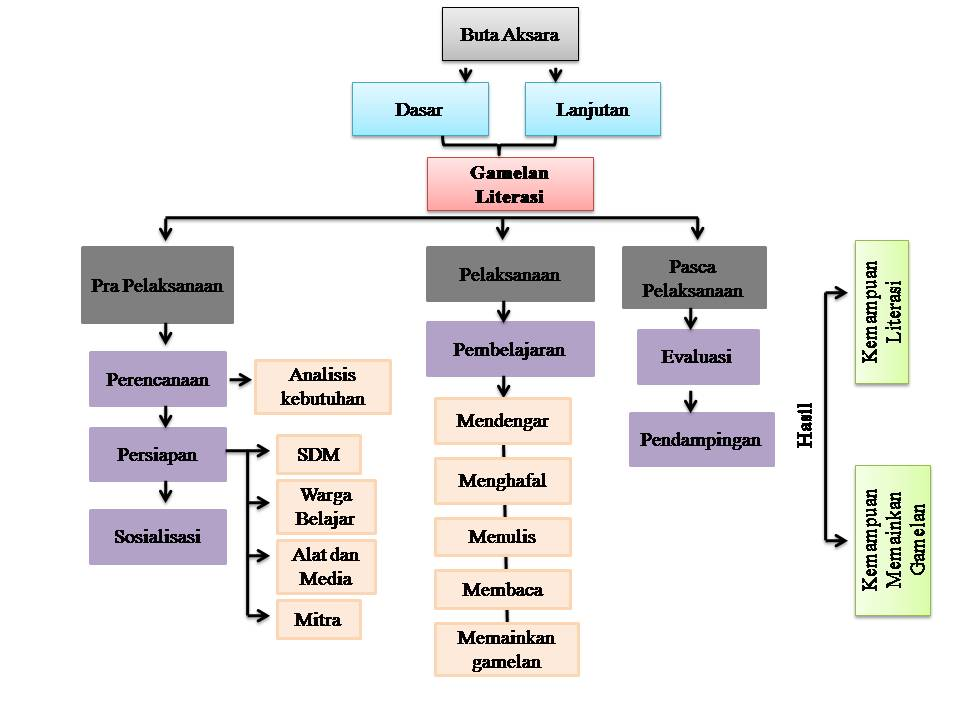 Buta Aksara
Dasar
Lanjutan
Gamelan
Literasi
Pra Pelaksanaan
Perencanaan
Analisis
kebutuhan
Persiapan
SDM
Warga
Belajar
Alat dan
Media
Mitra
Sosialisasi
Pelaksanaan
Pembelajaran
Mendengar
Menghafal
Menulis
Membaca
Memainkan
gamelan
Pasca
Pelaksanaan
Evaluasi
Pendampingan
Hasil
Kemampuan
Literasi
Kemampuan
Memainkan
Gamelan